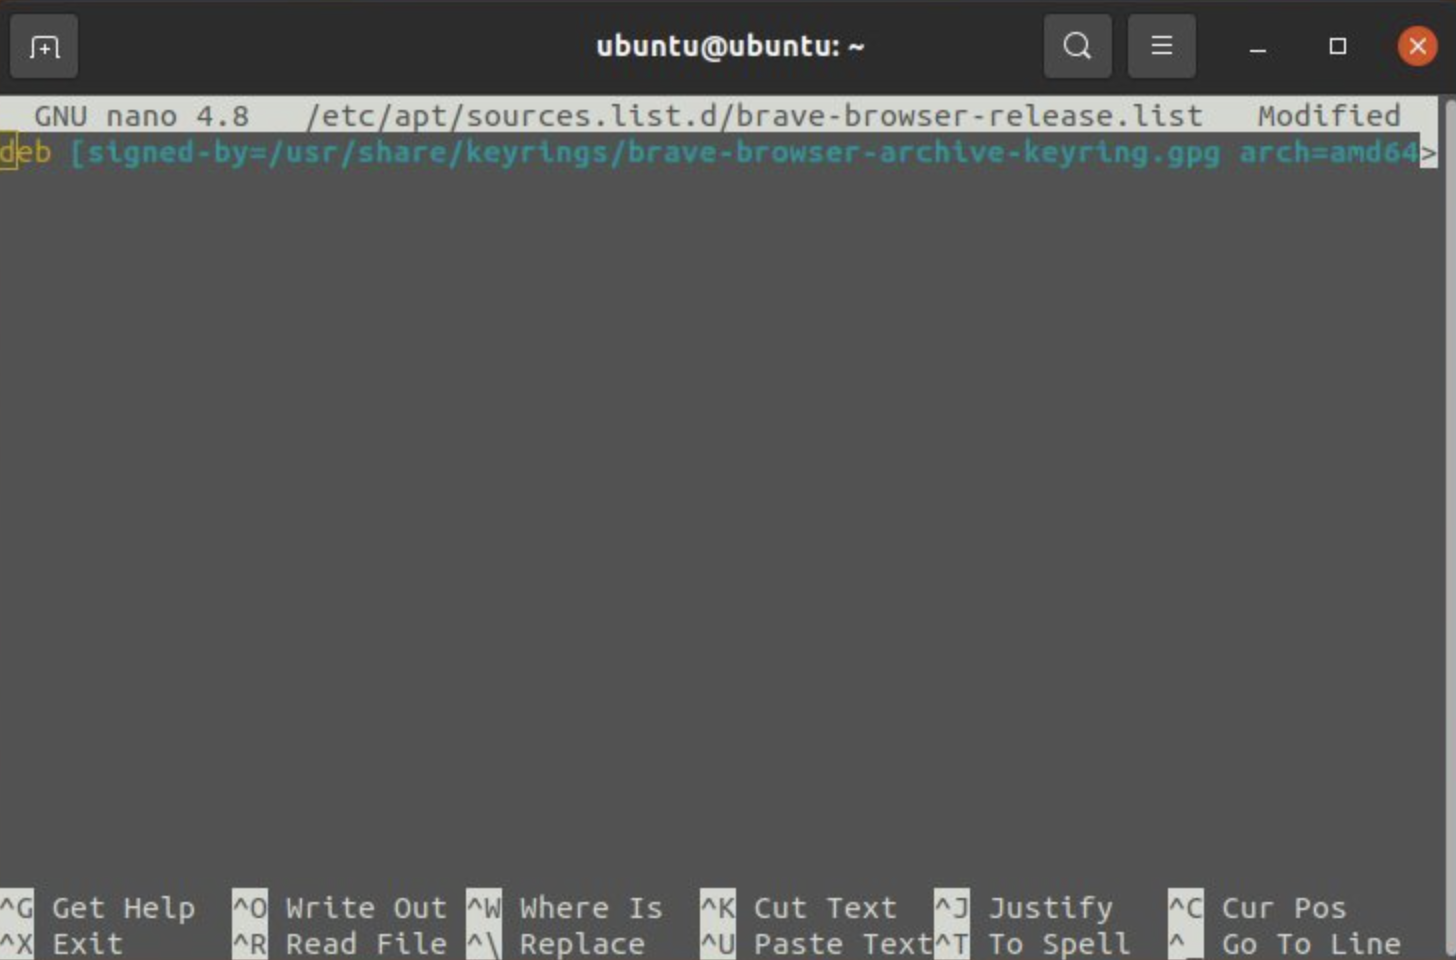 ubuntu@ubuntu: ~
GNU nano 4.8 /etc/apt/sources.list.d/brave-browser-release.list Modified
deb [signed-by=/usr/share/keyrings/brave-browser-archive-keyring.gpg arch=amd64>
^G Get Help ^O Write Out ^W Where Is ^K Cut Text ^J Justify ^C Cur Pos
^X Exit ^R Read File ^\ Replace ^U Paste Text^T To Spell ^_ Go To Line